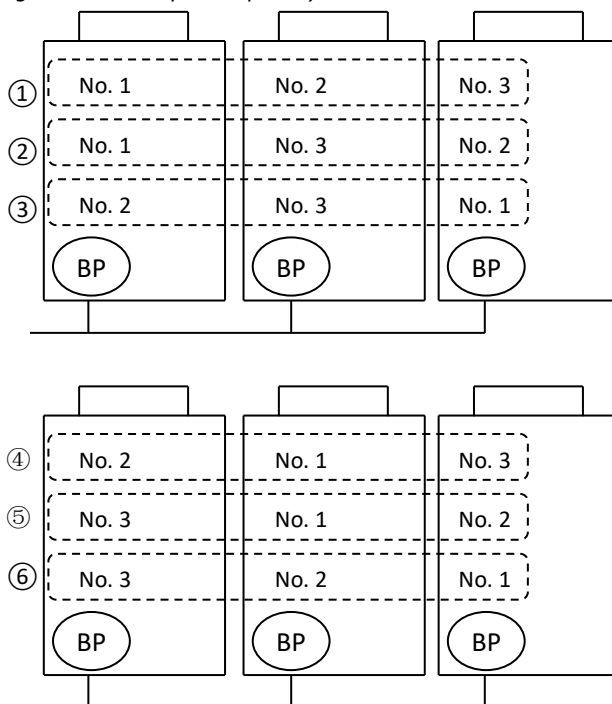 ① No. 1 No. 2 No. 3
② No. 1 No. 3 No. 2
③ No. 2 No. 3 No. 1
BP BP BP
④ No. 2 No. 1 No. 3
⑤ No. 3 No. 1 No. 2
⑥ No. 3 No. 2 No. 1
BP BP BP